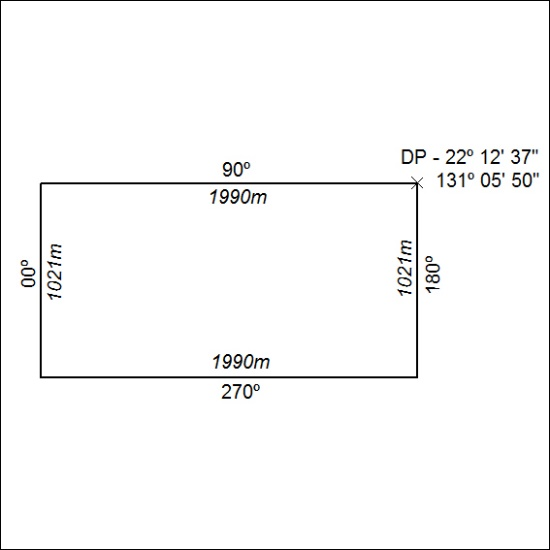 DP - 22º 12' 37"
131º 05' 50"
90º
1990m
00º
1021m
1021m
180º
1990m
270º